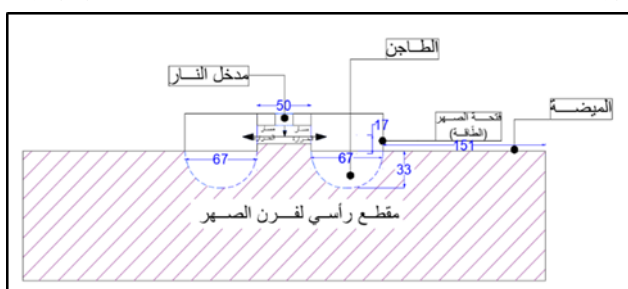 الطاجن
مدخل النار
الميضة
فتحة الصهر
(الطاقة)
50
17
151
67
67
33
مقطع رأسي لفرن الصهر